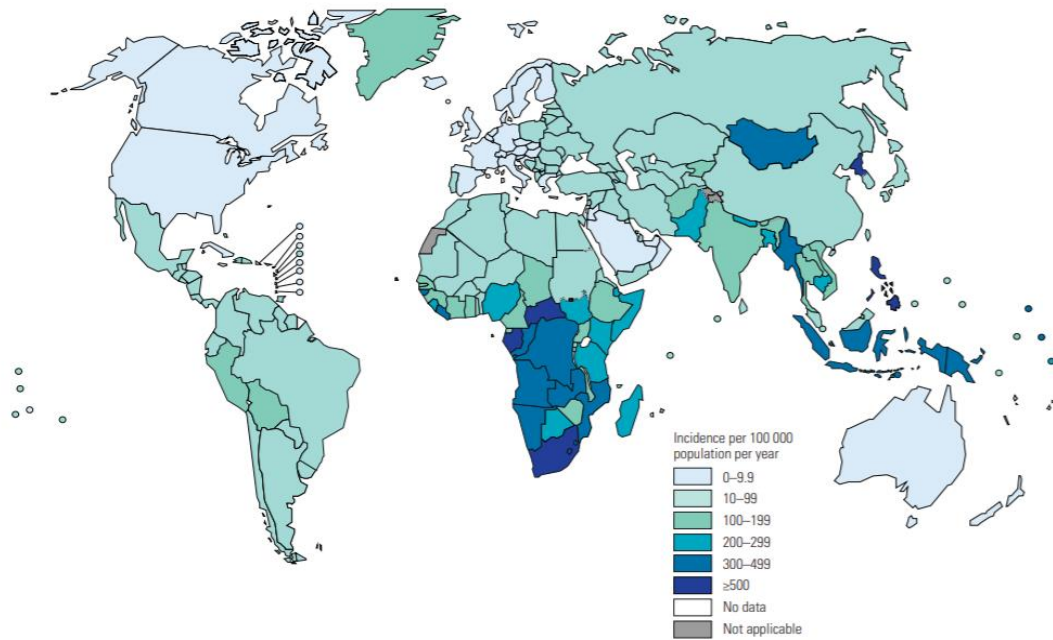 Incidence per 100 000
population per year
0–9.9
10–99
100–199
200–299
300–499
≥500
No data
Not applicable